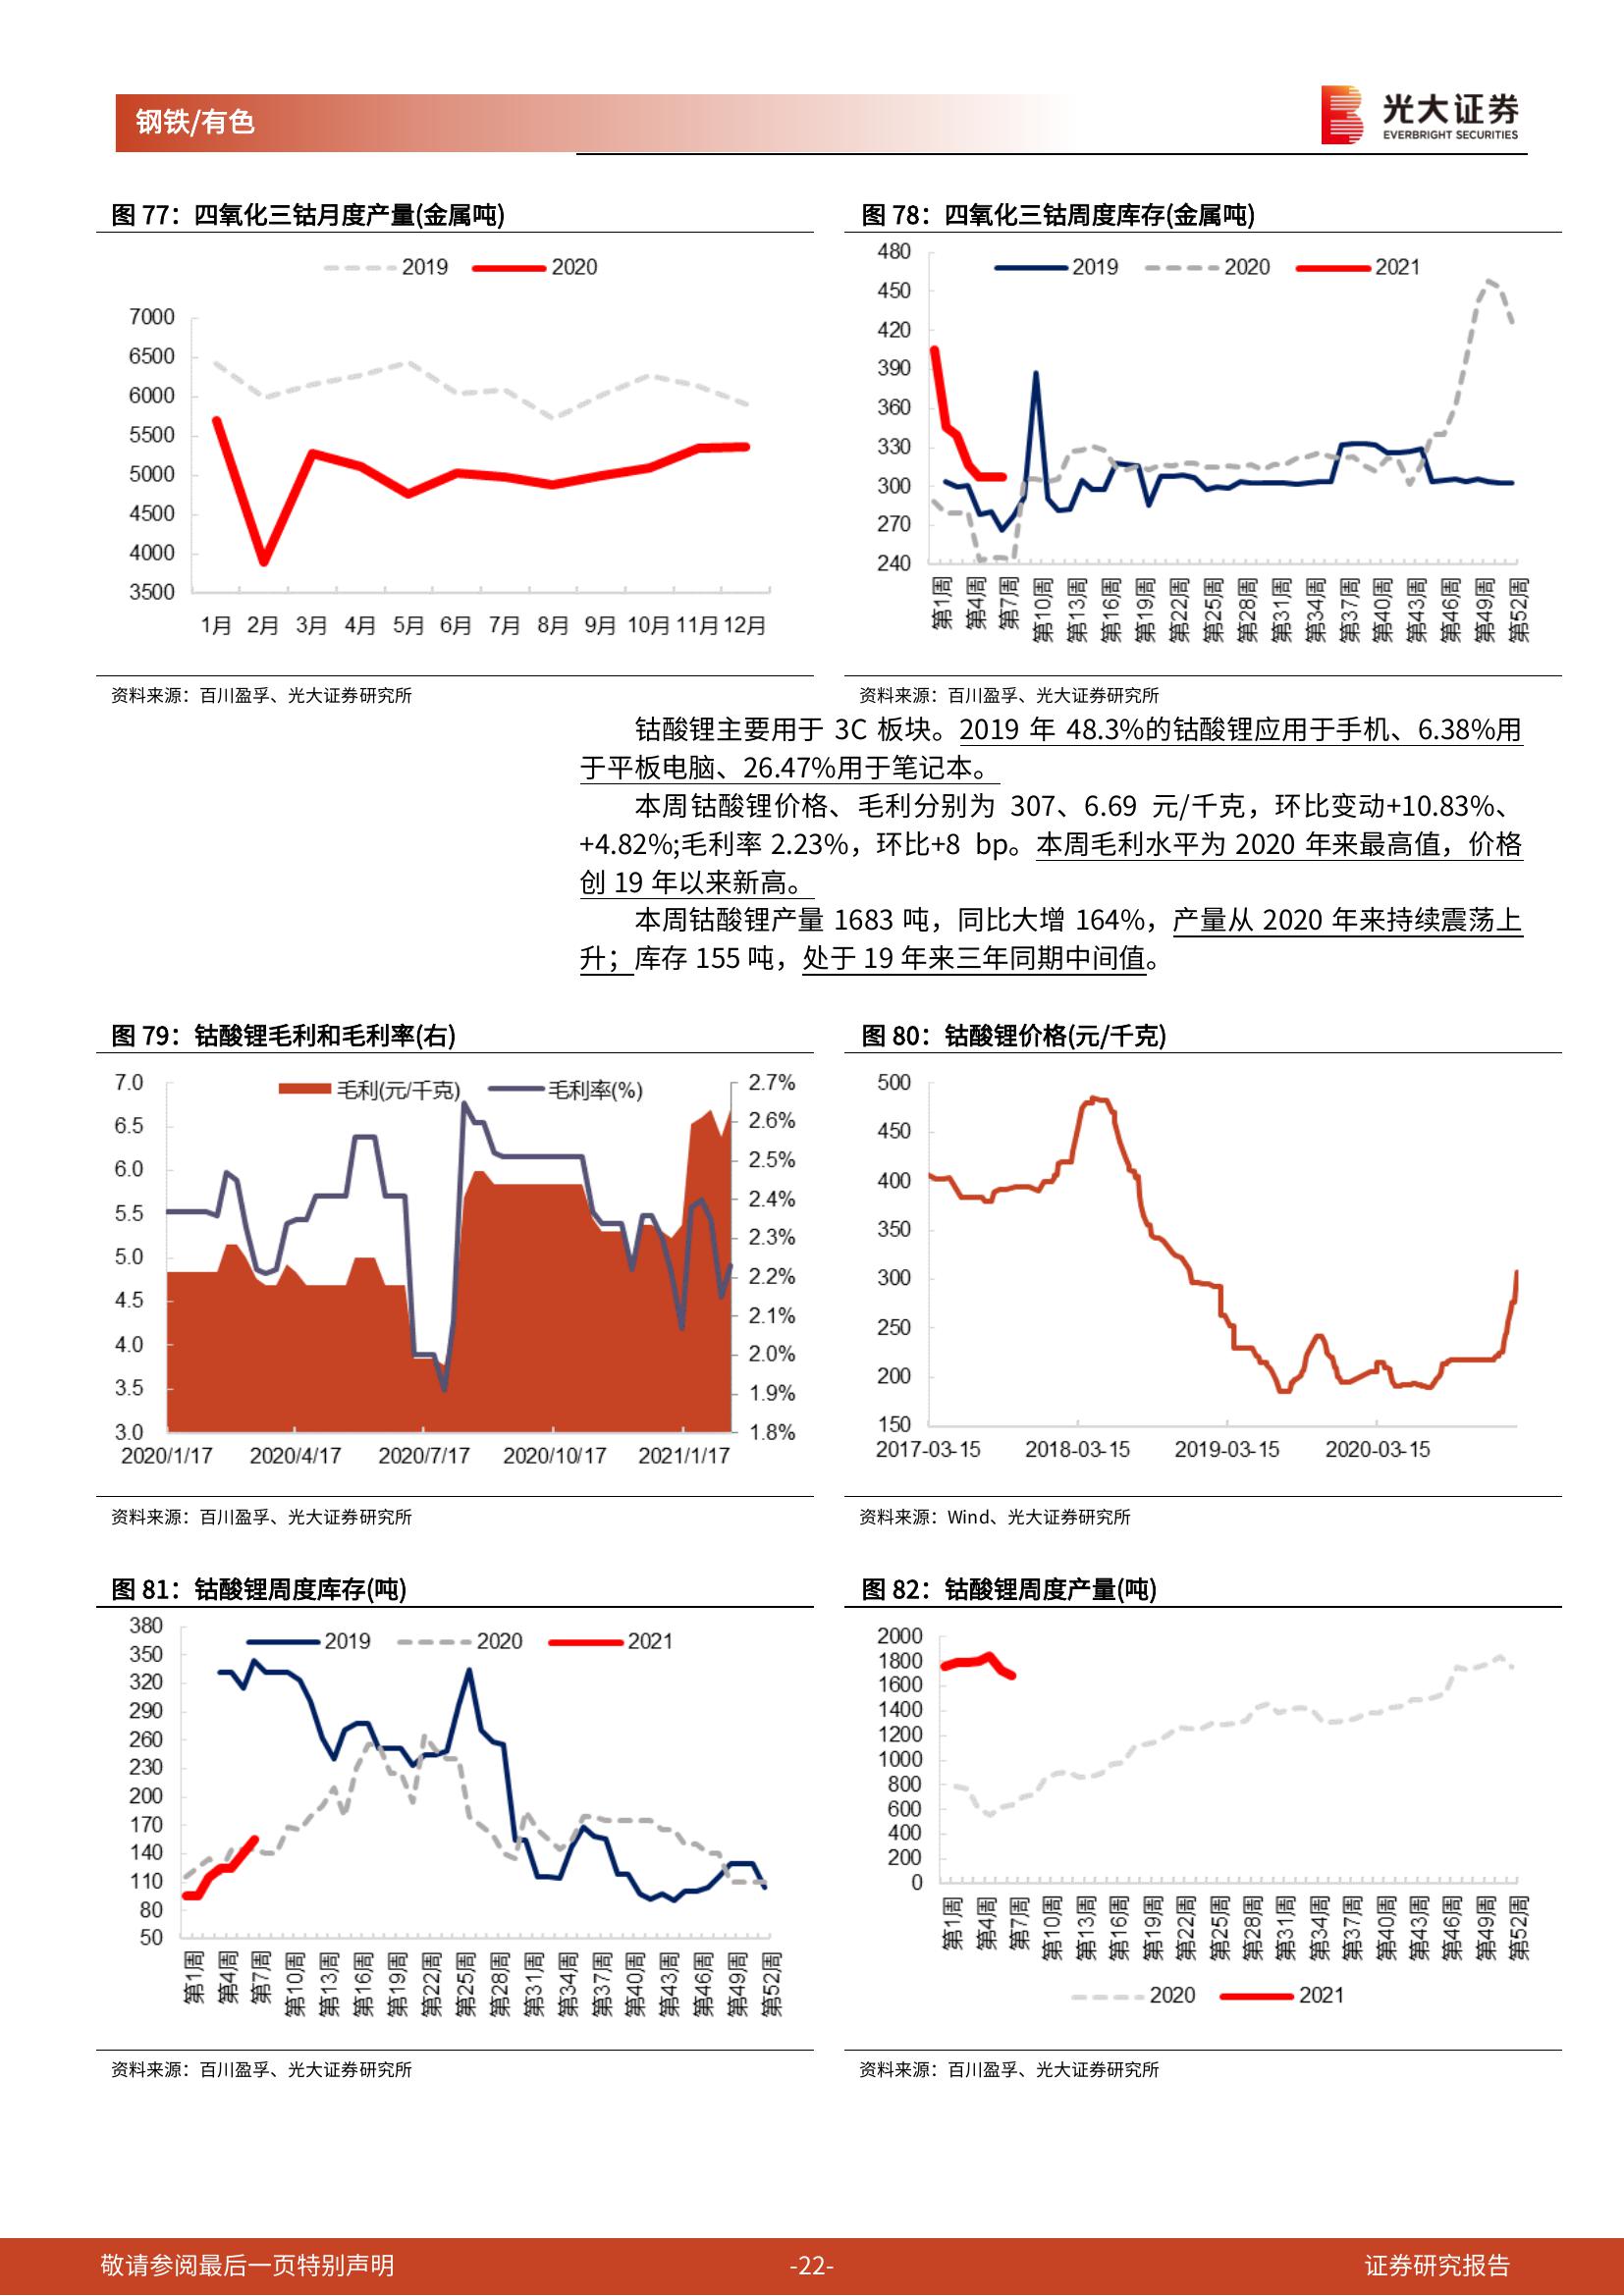 钢铁/有色
光大证券
EVERBRIGHT SECURITIES
图 77：四氧化三钴月度产量(金属吨)
2019 2020
7000
6500
6000
5500
5000
4500
4000
3500
1月 2月 3月 4月 5月 6月 7月 8月 9月 10月 11月 12月
资料来源：百川盈孚、光大证券研究所
图 78：四氧化三钴周度库存(金属吨)
2019 2020 2021
480
450
420
390
360
330
300
270
240
第1周 第4周 第7周 第10周 第13周 第16周 第19周 第22周 第25周 第28周 第31周 第34周 第37周 第40周 第43周 第46周 第49周 第52周
资料来源：百川盈孚、光大证券研究所
钴酸锂主要用于 3C 板块。2019 年 48.3%的钴酸锂应用于手机、6.38%用
于平板电脑、26.47%用于笔记本。
本周钴酸锂价格、毛利分别为 307、6.69 元/千克，环比变动+10.83%、
+4.82%;毛利率 2.23%，环比+8 bp。本周毛利水平为 2020 年来最高值，价格
创 19 年以来新高。
本周钴酸锂产量 1683 吨，同比大增 164%，产量从 2020 年来持续震荡上
升；库存 155 吨，处于 19 年来三年同期中间值。
图 79：钴酸锂毛利和毛利率(右)
毛利(元/千克) 毛利率(%)
7.0
6.5
6.0
5.5
5.0
4.5
4.0
3.5
3.0
2.7%
2.6%
2.5%
2.4%
2.3%
2.2%
2.1%
2.0%
1.9%
1.8%
2020/1/17 2020/4/17 2020/7/17 2020/10/17 2021/1/17
资料来源：百川盈孚、光大证券研究所
图 80：钴酸锂价格(元/千克)
500
450
400
350
300
250
200
150
2017-03-15 2018-03-15 2019-03-15 2020-03-15
资料来源：Wind、光大证券研究所
图 81：钴酸锂周度库存(吨)
2019 2020 2021
380
350
320
290
260
230
200
170
140
110
80
50
第1周 第4周 第7周 第10周 第13周 第16周 第19周 第22周 第25周 第28周 第31周 第34周 第37周 第40周 第43周 第46周 第49周 第52周
资料来源：百川盈孚、光大证券研究所
图 82：钴酸锂周度产量(吨)
2000
1800
1600
1400
1200
1000
800
600
400
200
0
第1周 第4周 第7周 第10周 第13周 第16周 第19周 第22周 第25周 第28周 第31周 第34周 第37周 第40周 第43周 第46周 第49周 第52周
2020 2021
资料来源：百川盈孚、光大证券研究所
敬请参阅最后一页特别声明
-22-
证券研究报告